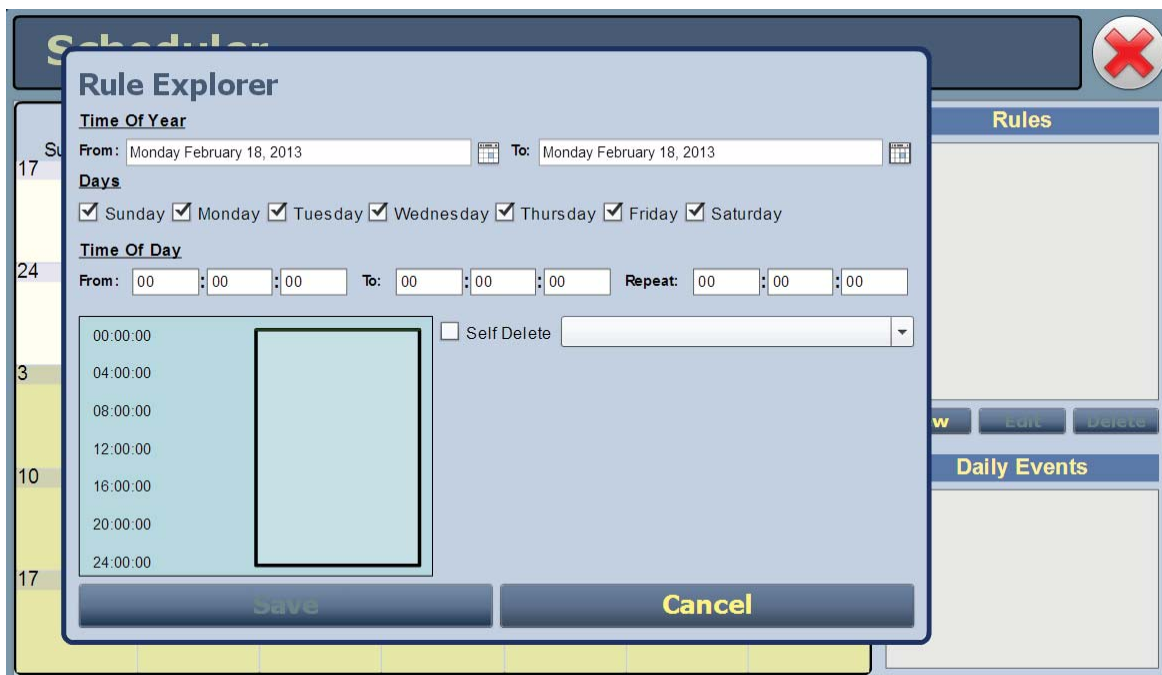 Scheduler
Rule Explorer
Time Of Year
From: Monday February 18, 2013 To: Monday February 18, 2013
Days
Sunday Monday Tuesday Wednesday Thursday Friday Saturday
Time Of Day
From: 00 : 00 : 00 To: 00 : 00 : 00 Repeat: 00 : 00 : 00
Self Delete
00:00:00
04:00:00
08:00:00
12:00:00
16:00:00
20:00:00
24:00:00
Save Cancel
Su
17
24
3
10
17
Rules
w Edit Delete
Daily Events